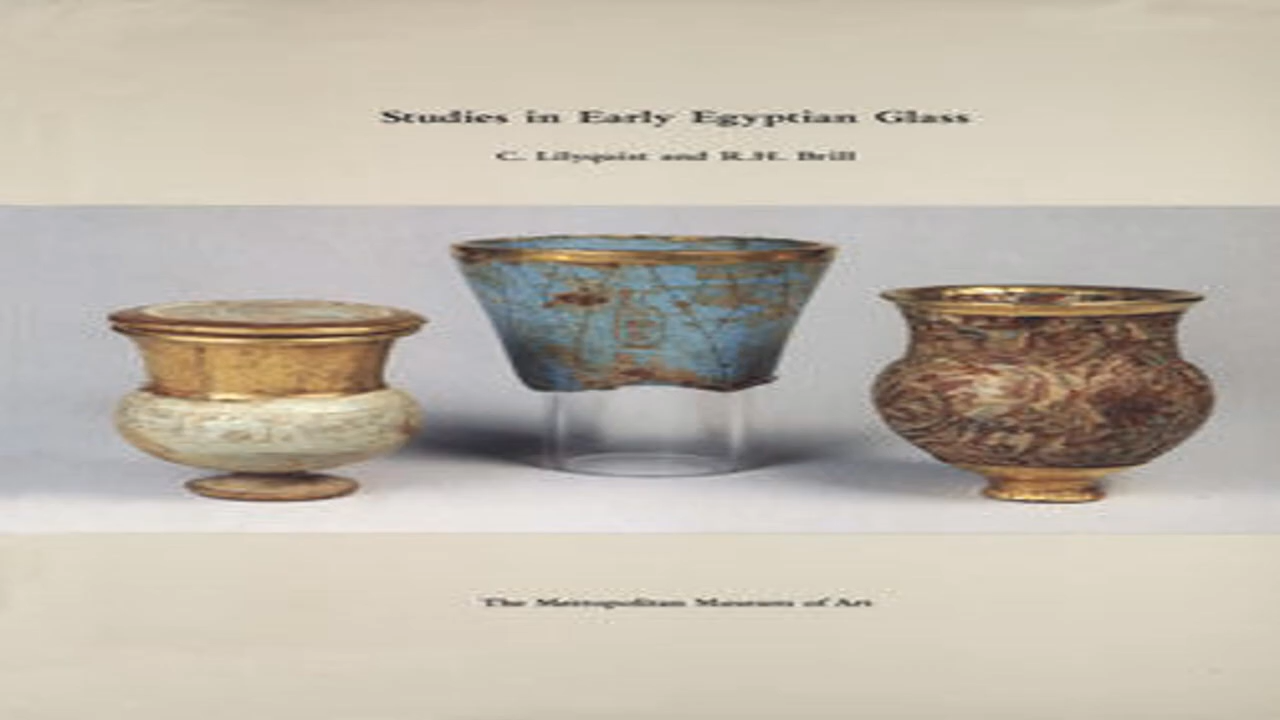 Studies in Early Egyptian Glass
C. Lilyquist and R.H. Brill
The Metropolitan Museum of Art